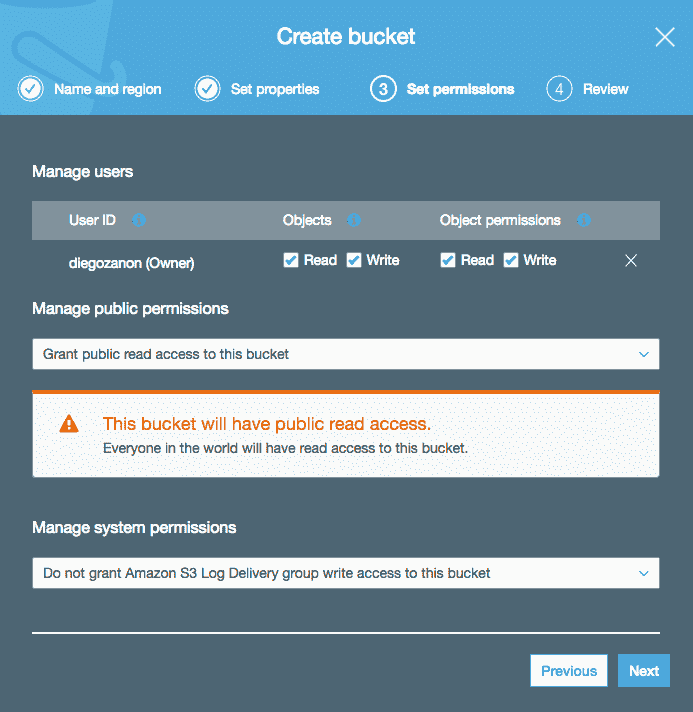 Create bucket
Name and region
Set properties
3 Set permissions
4 Review
Manage users
User ID Objects Object permissions
diegozanon (Owner) Read Write Read Write
Manage public permissions
Grant public read access to this bucket
This bucket will have public read access.
Everyone in the world will have read access to this bucket.
Manage system permissions
Do not grant Amazon S3 Log Delivery group write access to this bucket
Previous Next